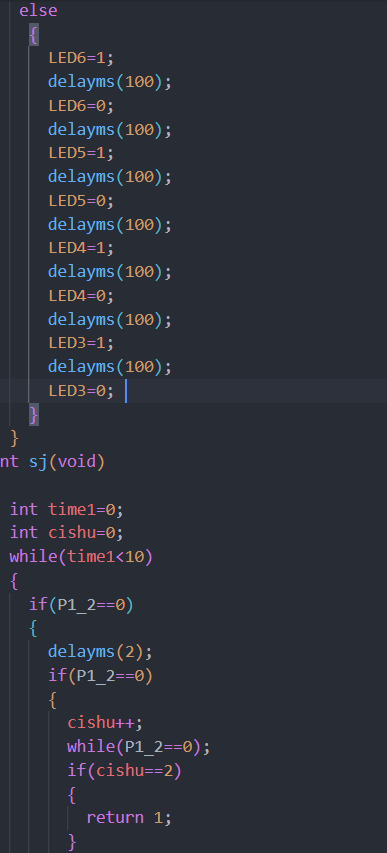 else
{
LED6=1;
delayms(100);
LED6=0;
delayms(100);
LED5=1;
delayms(100);
LED5=0;
delayms(100);
LED4=1;
delayms(100);
LED4=0;
delayms(100);
LED3=1;
delayms(100);
LED3=0;
}
}
nt sj(void)
int time1=0;
int cishu=0;
while(time1<10)
{
if(P1_2==0)
{
delayms(2);
if(P1_2==0)
{
cishu++;
while(P1_2==0);
if(cishu==2)
{
return 1;
}